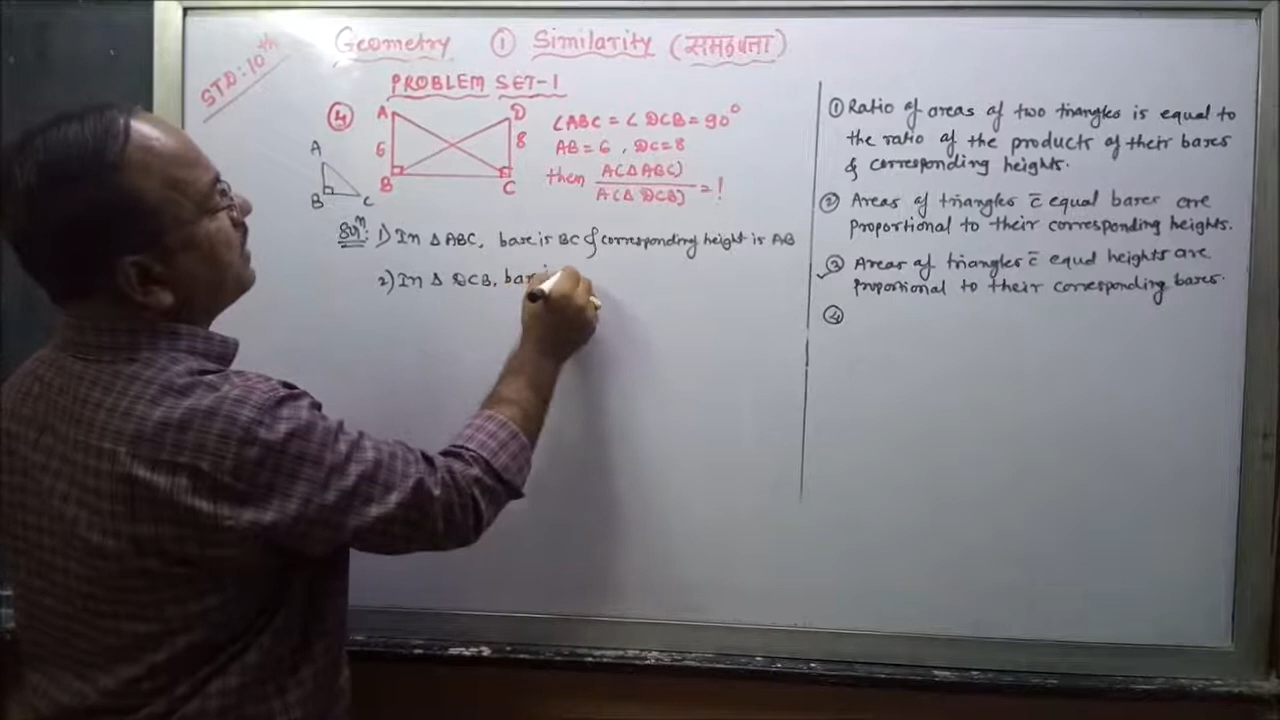 STD: 10th
Geometry ① Similarity (समरूपता)
PROBLEM SET-1
④ A D
6 8
B C
A
B C
∠ABC = ∠DCB = 90°
AB = 6, DC = 8
then A(△ABC)
A(△DCB) = ?
Solⁿ: 1) In △ABC, base is BC & corresponding height is AB
2) In △ DCB, bas
① Ratio of areas of two triangles is equal to
the ratio of the products of their bases
& corresponding heights.
② Areas of triangles c̄ equal bases are
proportional to their corresponding heights.
③ Areas of triangles c̄ equal heights are
proportional to their corresponding bases.
④